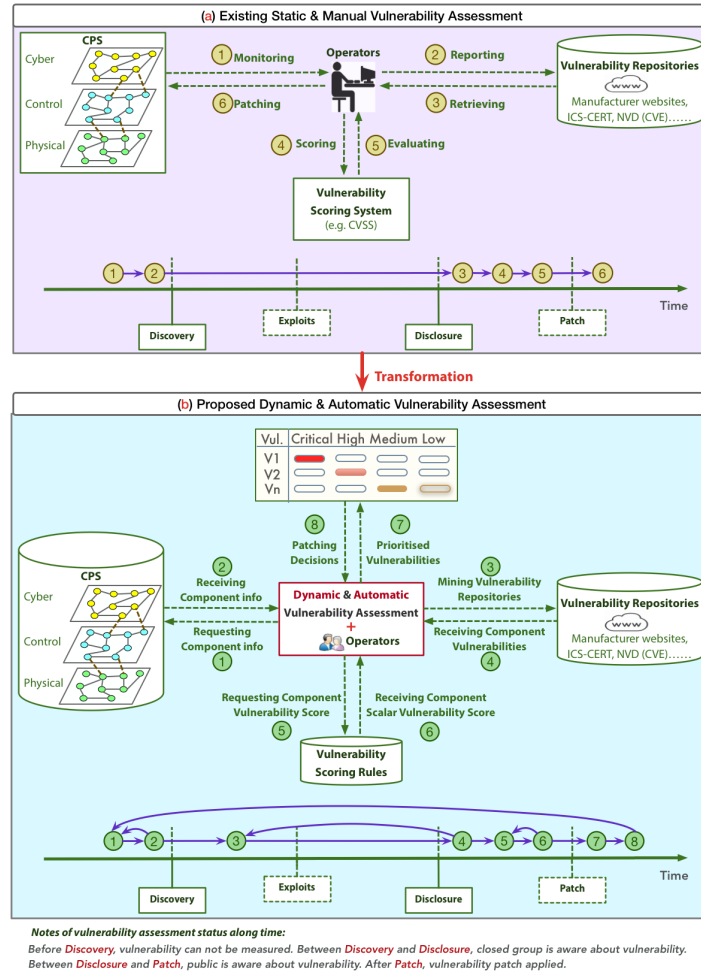 (a) Existing Static & Manual Vulnerability Assessment
CPS
Cyber
Control
Physical
1 Monitoring
6 Patching
Operators
2 Reporting
3 Retrieving
Vulnerability Repositories
www
Manufacturer websites,
ICS-CERT, NVD (CVE)......
4 Scoring
5 Evaluating
Vulnerability
Scoring System
(e.g. CVSS)
1 2 3 4 5 6
Time
Discovery
Exploits
Disclosure
Patch
Transformation
(b) Proposed Dynamic & Automatic Vulnerability Assessment
Vul. Critical High Medium Low
V1
V2
Vn
8
Patching
Decisions
7
Prioritised
Vulnerabilities
CPS
Cyber
Control
Physical
2
Receiving
Component info
Requesting
Component info
1
Dynamic & Automatic
Vulnerability Assessment
+
Operators
3
Mining Vulnerability
Repositories
Receiving Component
Vulnerabilities
4
Vulnerability Repositories
www
Manufacturer websites,
ICS-CERT, NVD (CVE)......
Requesting Component
Vulnerability Score
5
Receiving Component
Scalar Vulnerability Score
6
Vulnerability
Scoring Rules
1 2 3 4 5 6 7 8
Time
Discovery
Exploits
Disclosure
Patch
Notes of vulnerability assessment status along time:
Before Discovery, vulnerability can not be measured. Between Discovery and Disclosure, closed group is aware about vulnerability.
Between Disclosure and Patch, public is aware about vulnerability. After Patch, vulnerability patch applied.